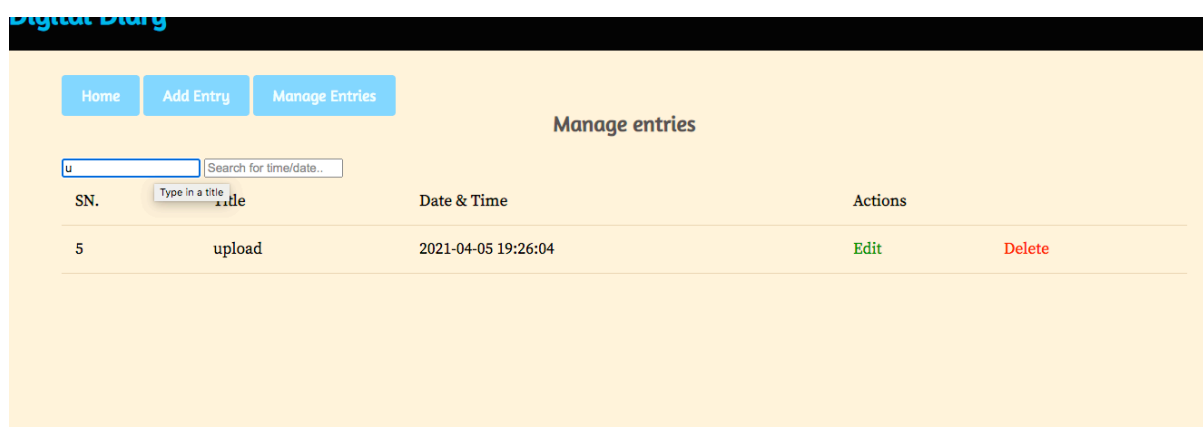 Digital Diary
Home Add Entry Manage Entries
Manage entries
u Search for time/date..
Type in a title
SN. Title Date & Time Actions
5 upload 2021-04-05 19:26:04 Edit Delete